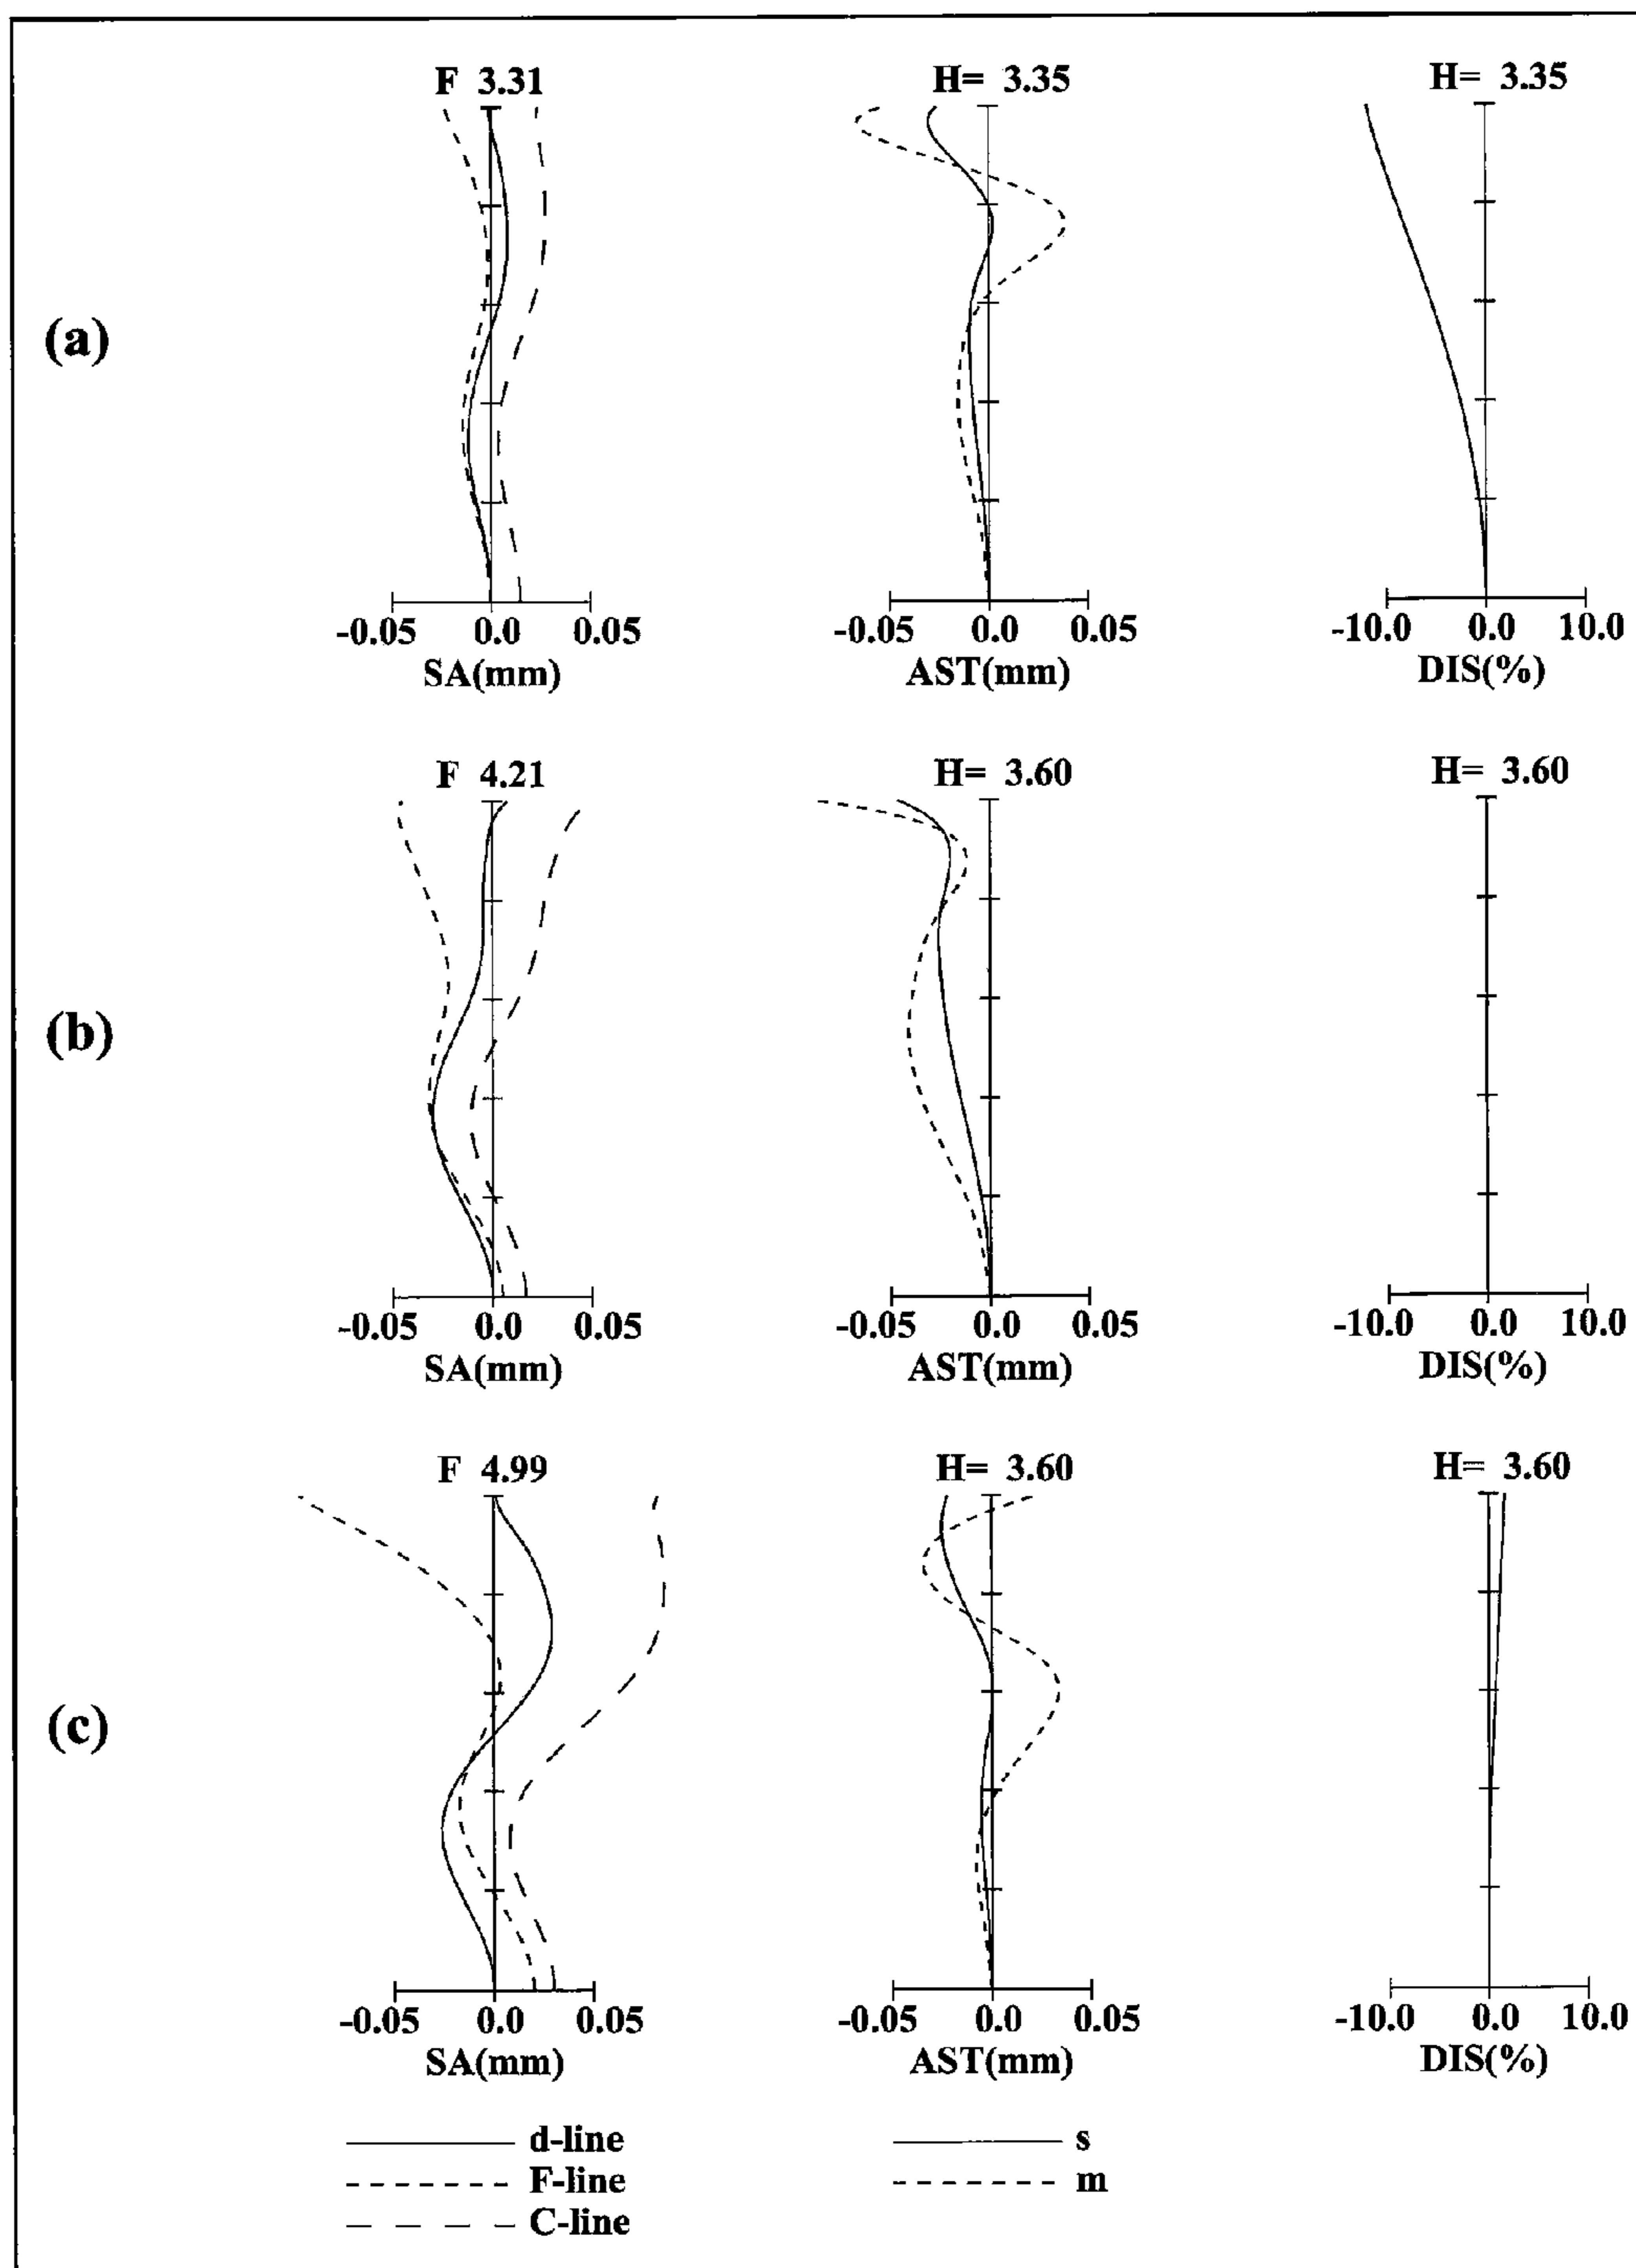 F 3.31
H= 3.35
H= 3.35
(a)
-0.05 0.0 0.05
SA(mm)
-0.05 0.0 0.05
AST(mm)
-10.0 0.0 10.0
DIS(%)
F 4.21
H= 3.60
H= 3.60
(b)
-0.05 0.0 0.05
SA(mm)
-0.05 0.0 0.05
AST(mm)
-10.0 0.0 10.0
DIS(%)
F 4.99
H= 3.60
H= 3.60
(c)
-0.05 0.0 0.05
SA(mm)
-0.05 0.0 0.05
AST(mm)
-10.0 0.0 10.0
DIS(%)
d-line
F-line
C-line
s
m